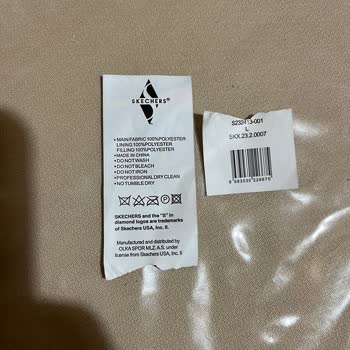 SKECHERS®
• MAIN FABRIC 100%POLYESTER
LINING 100%POLYESTER
FILLING 100%POLYESTER
• MADE IN CHINA
• DO NOT WASH
• DO NOT BLEACH
• DO NOT IRON
• PROFESSIONAL DRY CLEAN
• NO TUMBLE DRY
P
SKECHERS and the "S" in
diamond logos are trademarks
of Skechers USA, Inc. II.
Manufactured and distributed by
OLKA SPOR MLZ. A.S. under
license from Skechers USA, Inc. II
S232413-001
L
SKX.23.2.0007